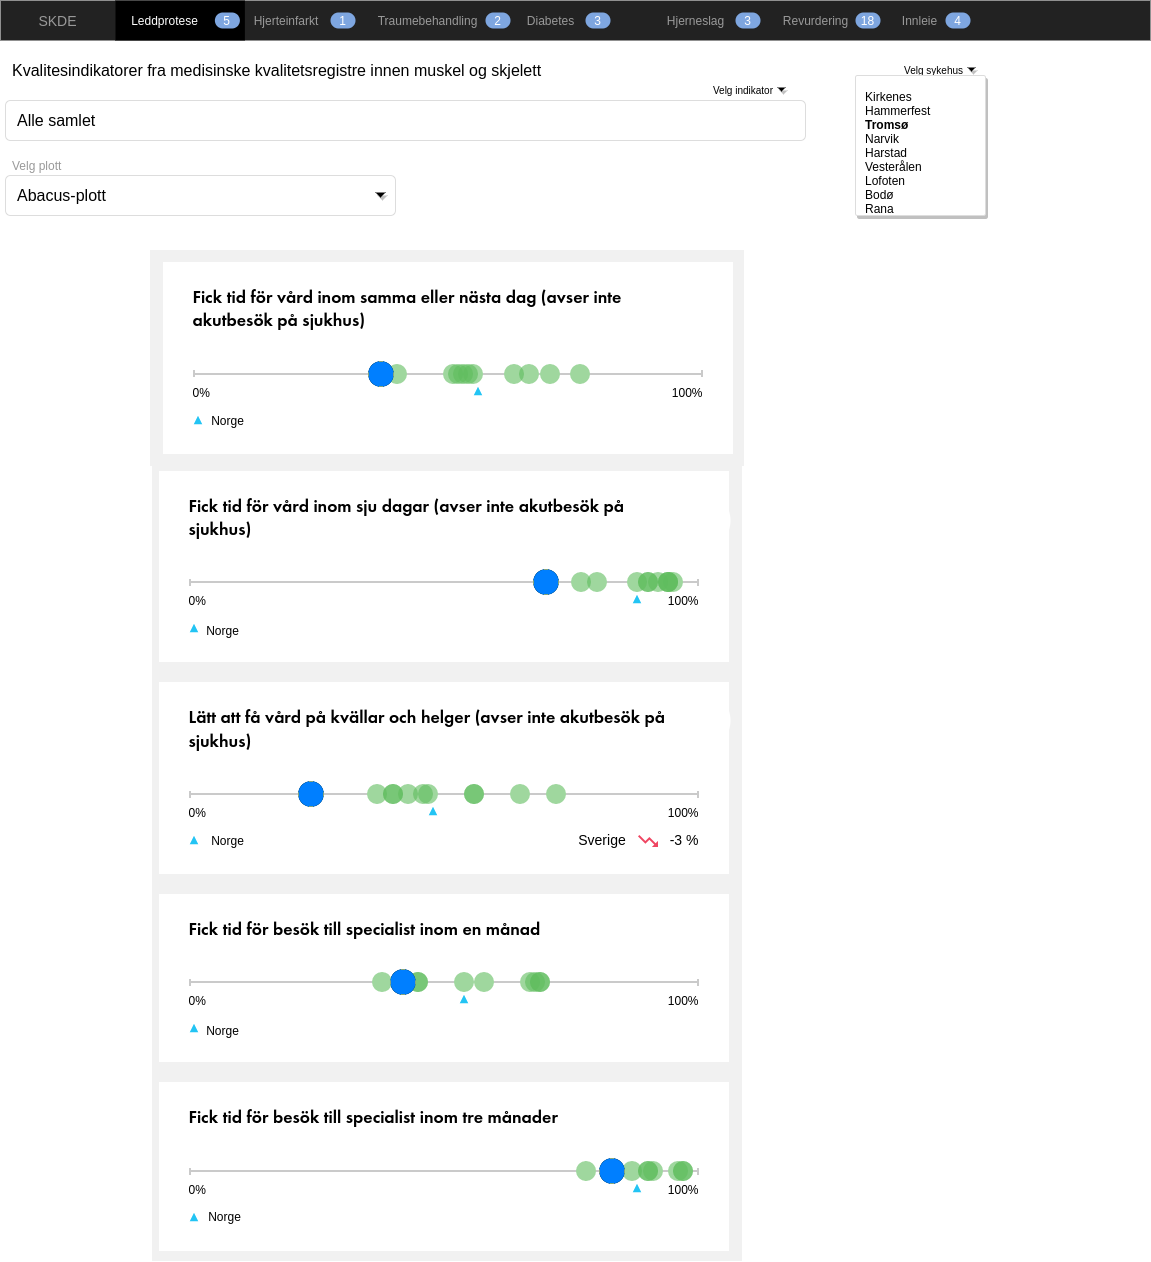 SKDE Leddprotese 5 Hjerteinfarkt 1 Traumebehandling 2 Diabetes 3 Hjerneslag 3 Revurdering 18 Innleie 4
Kvalitesindikatorer fra medisinske kvalitetsregistre innen muskel og skjelett
Velg indikator
Alle samlet
Velg plott
Abacus-plott
Velg sykehus
Kirkenes
Hammerfest
Tromsø
Narvik
Harstad
Vesterålen
Lofoten
Bodø
Rana
Fick tid för vård inom samma eller nästa dag (avser inte
akutbesök på sjukhus)
0% 100%
Norge
Fick tid för vård inom sju dagar (avser inte akutbesök på
sjukhus)
0% 100%
Norge
Lätt att få vård på kvällar och helger (avser inte akutbesök på
sjukhus)
0% 100%
Norge Sverige -3 %
Fick tid för besök till specialist inom en månad
0% 100%
Norge
Fick tid för besök till specialist inom tre månader
0% 100%
Norge